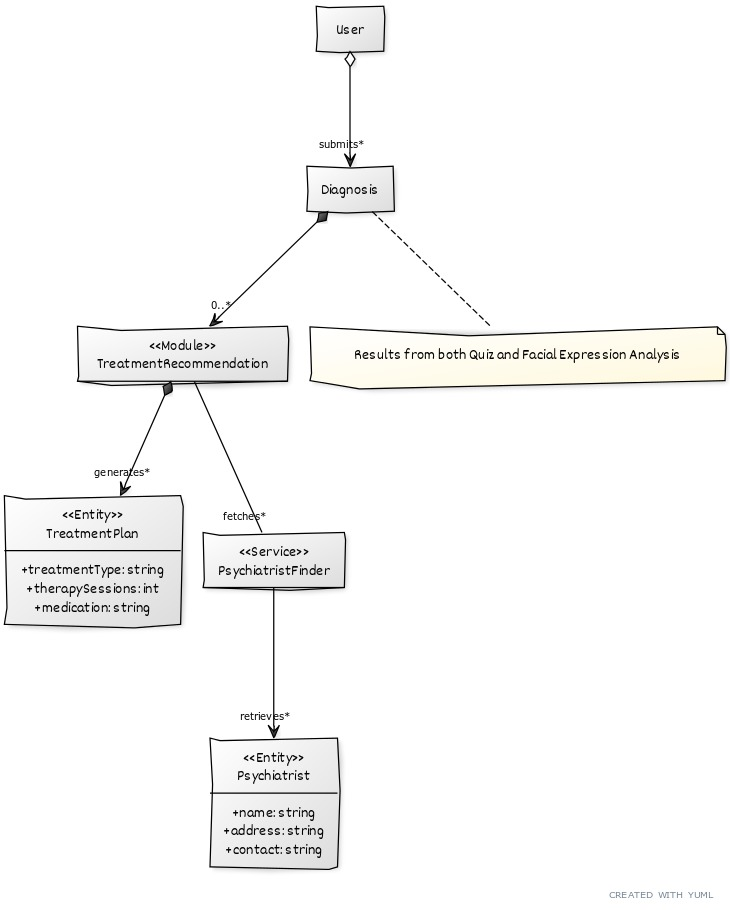 User
submits*
Diagnosis
0..*
<<Module>>
TreatmentRecommendation
Results from both Quiz and Facial Expression Analysis
generates*
fetches*
<<Entity>>
TreatmentPlan
+treatmentType: string
+therapySessions: int
+medication: string
<<Service>>
PsychiatristFinder
retrieves*
<<Entity>>
Psychiatrist
+name: string
+address: string
+contact: string
CREATED WITH YUML